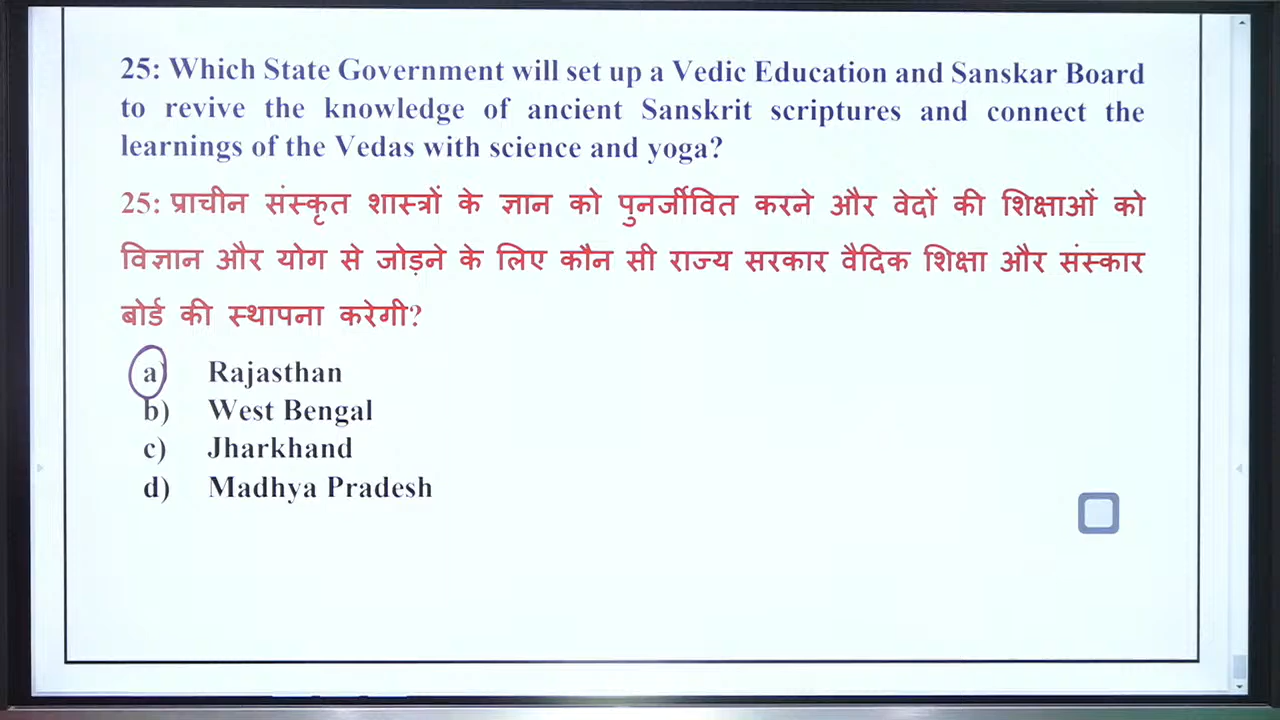 25: Which State Government will set up a Vedic Education and Sanskar Board
to revive the knowledge of ancient Sanskrit scriptures and connect the
learnings of the Vedas with science and yoga?
25: प्राचीन संस्कृत शास्त्रों के ज्ञान को पुनर्जीवित करने और वेदों की शिक्षाओं को
विज्ञान और योग से जोड़ने के लिए कौन सी राज्य सरकार वैदिक शिक्षा और संस्कार
बोर्ड की स्थापना करेगी?
a) Rajasthan
b) West Bengal
c) Jharkhand
d) Madhya Pradesh